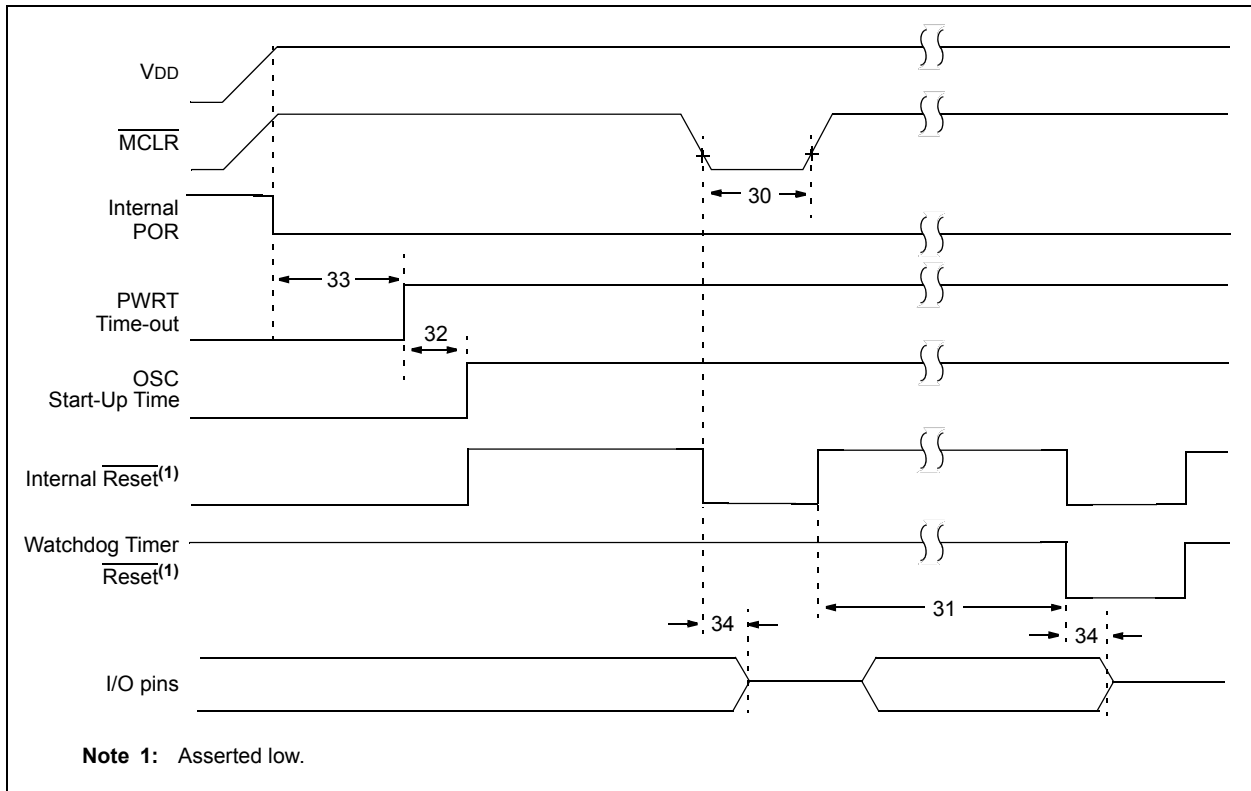 VDD
MCLR
30
Internal
POR
33
PWRT
Time-out
32
OSC
Start-Up Time
Internal Reset(1)
Watchdog Timer
Reset(1)
31
34
34
I/O pins
Note 1: Asserted low.